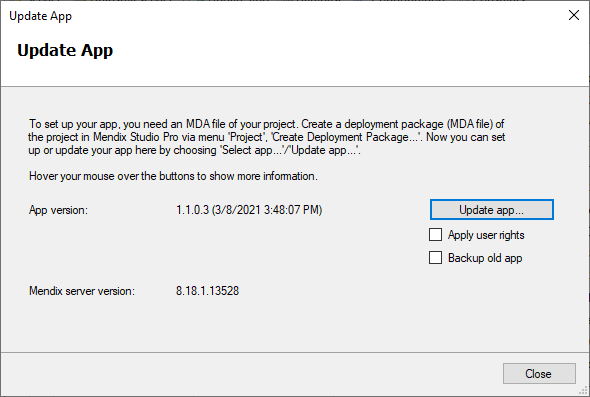 Update App
Update App
To set up your app, you need an MDA file of your project. Create a deployment package (MDA file) of
the project in Mendix Studio Pro via menu 'Project', 'Create Deployment Package...'. Now you can set
up or update your app here by choosing 'Select app...'/'Update app...'.
Hover your mouse over the buttons to show more information.
App version: 1.1.0.3 (3/8/2021 3:48:07 PM) Update app...
Apply user rights
Backup old app
Mendix server version: 8.18.1.13528
Close